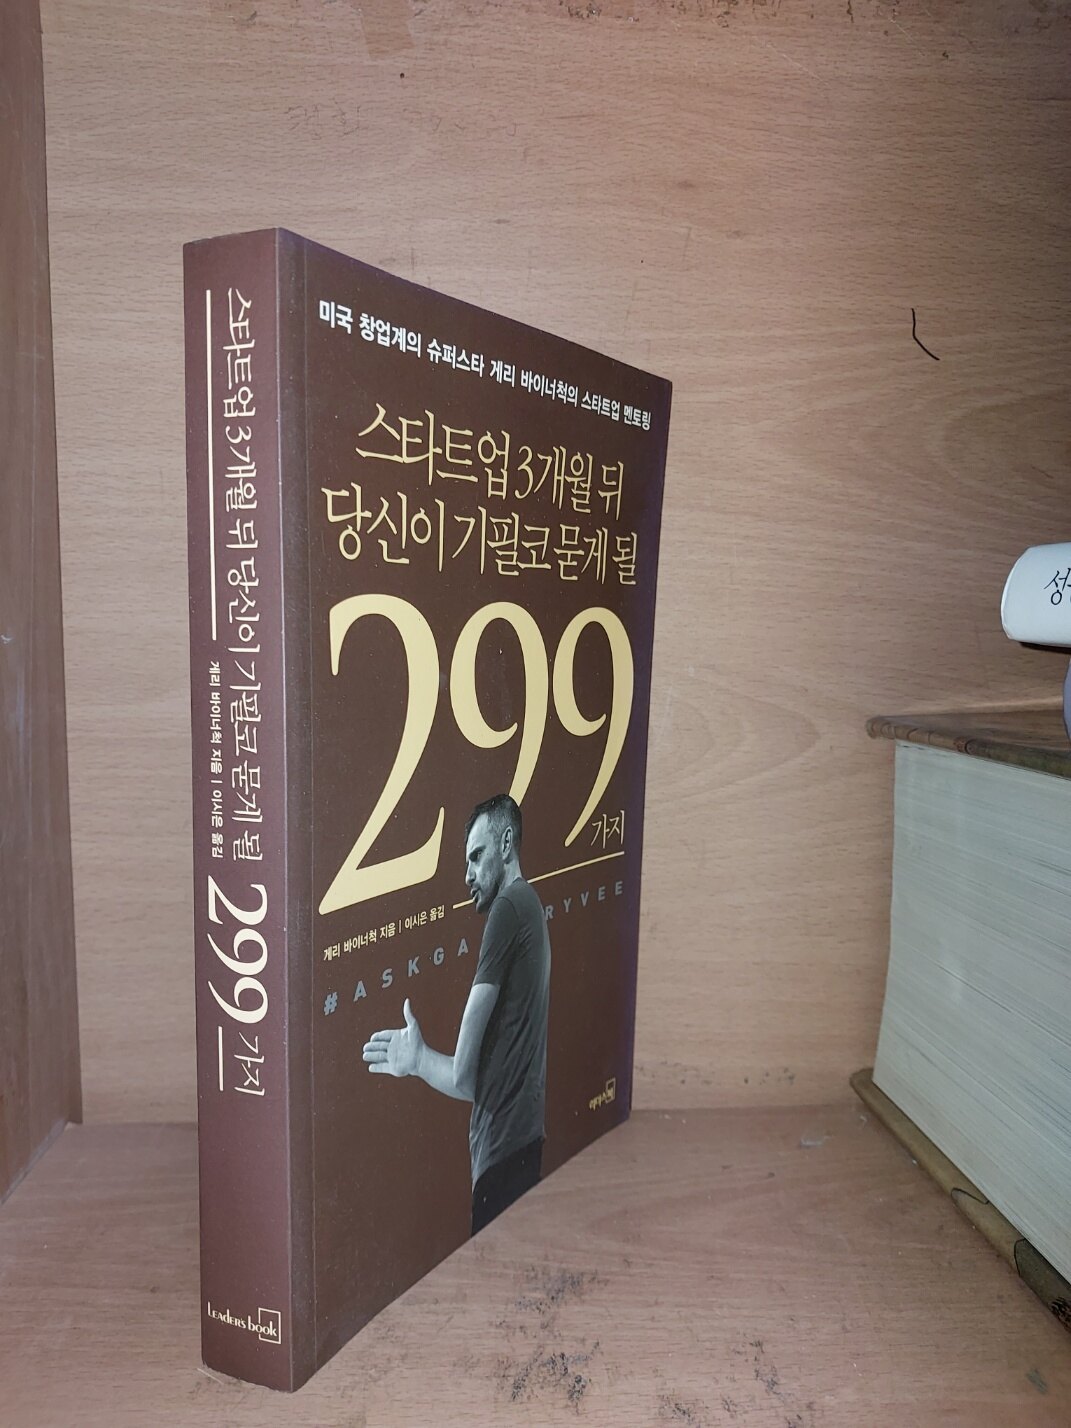 스타트업 3개월 뒤 당신이 기필코 묻게 될 299 가지
게리 바이너척 지음 | 이시은 옮김
Leader's book
미국 창업계의 슈퍼스타 게리 바이너척의 스타트업 멘토링
스타트업 3개월 뒤
당신이 기필코 묻게 될
299
가지
게리 바이너척 지음 | 이시은 옮김
#ASKGA RYVEE
리더스북